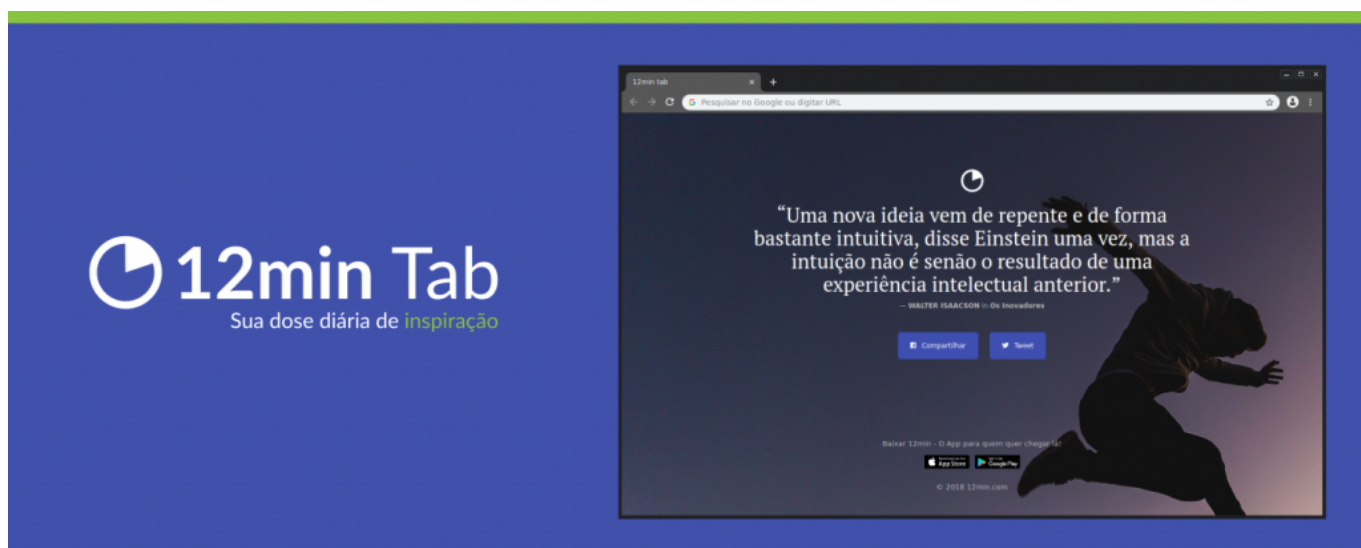 12min Tab
Sua dose diária de inspiração
12min tab
Pesquisar no Google ou digitar URL
“Uma nova ideia vem de repente e de forma
bastante intuitiva, disse Einstein uma vez, mas a
intuição não é senão o resultado de uma
experiência intelectual anterior.”
— WALTER ISAACSON in Os Inovadores
Compartilhar
Tweet
Baixar 12min - O App para quem quer chegar lá!
App Store
Google Play
© 2018 12min.com